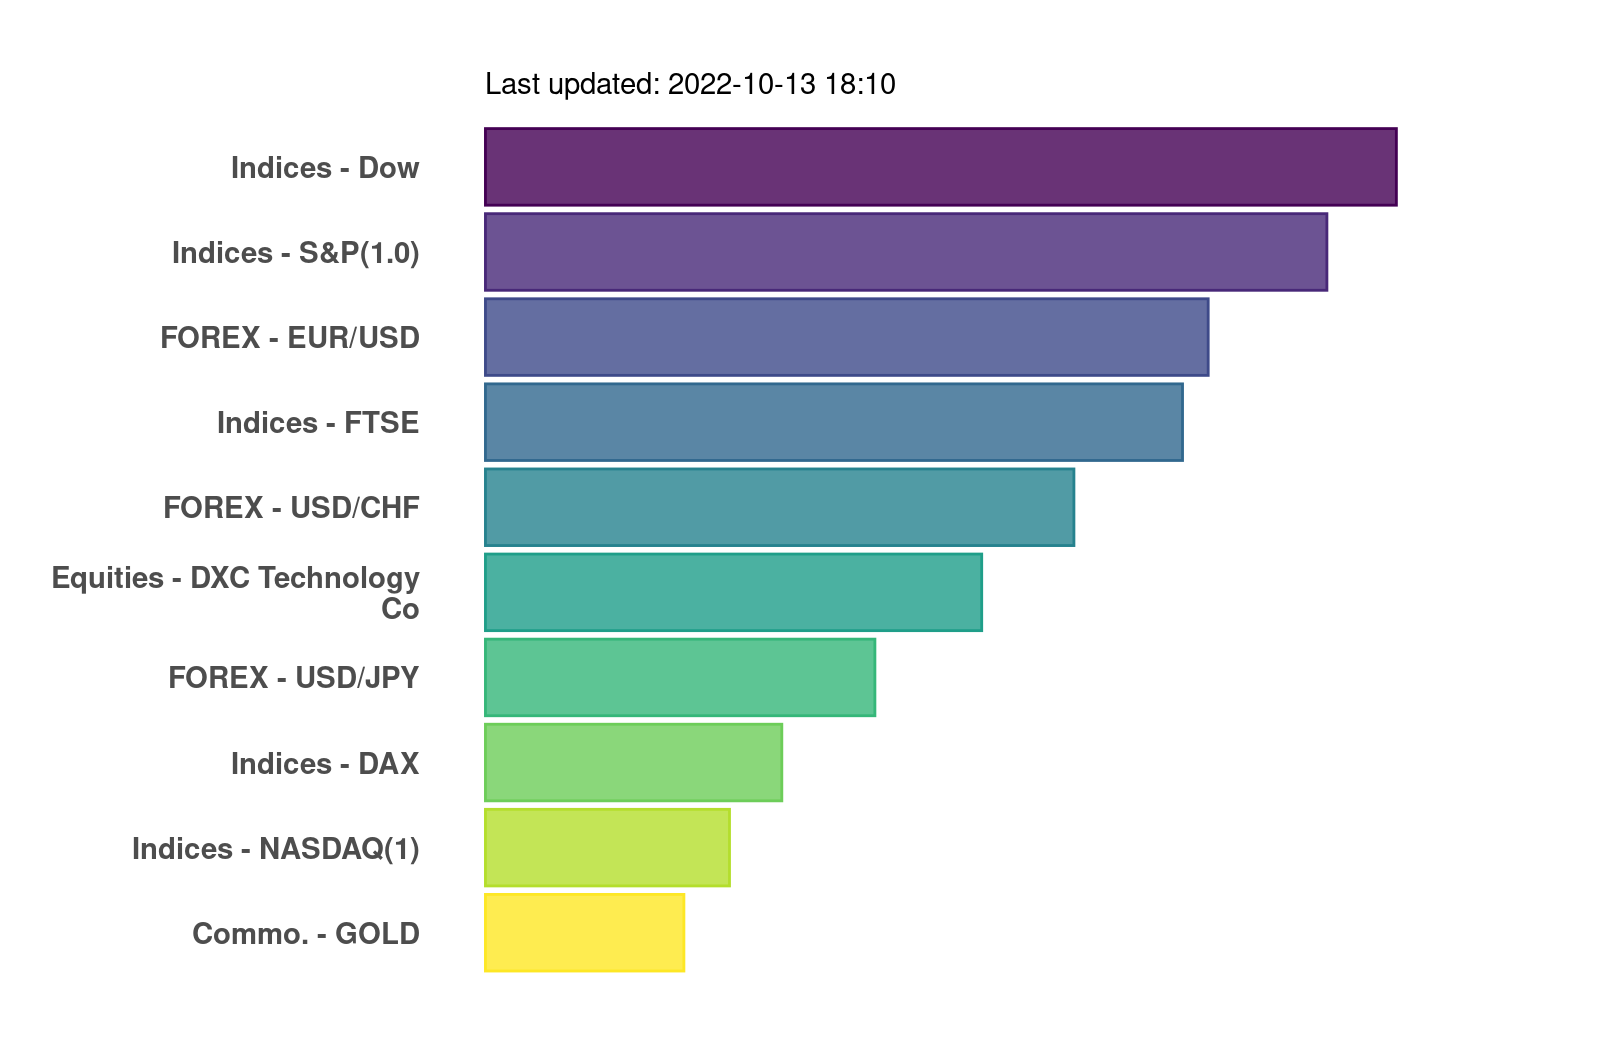 Last updated: 2022-10-13 18:10
Indices - Dow
Indices - S&P(1.0)
FOREX - EUR/USD
Indices - FTSE
FOREX - USD/CHF
Equities - DXC Technology
Co
FOREX - USD/JPY
Indices - DAX
Indices - NASDAQ(1)
Commo. - GOLD